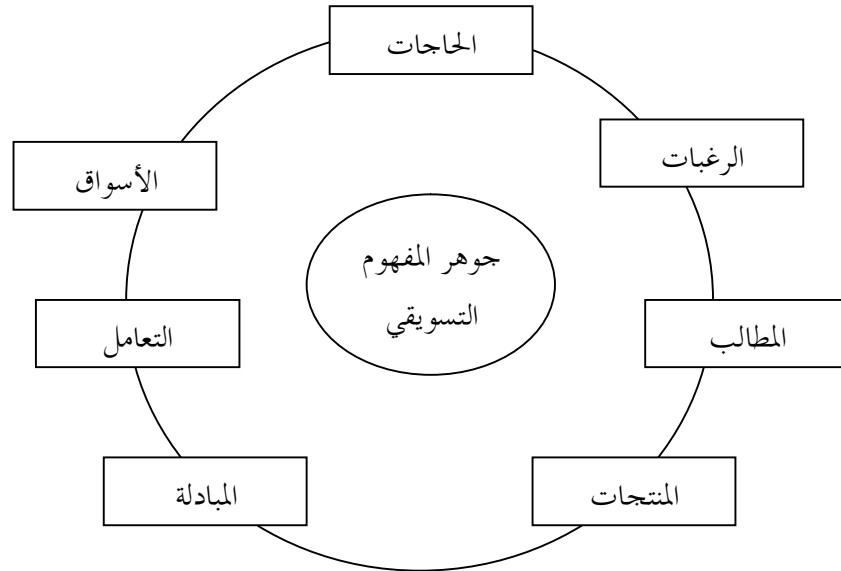 الحاجات
الرغبات
الأسواق
جوهر المفهوم
التسويقي
المطالب
التعامل
المنتجات
المبادلة